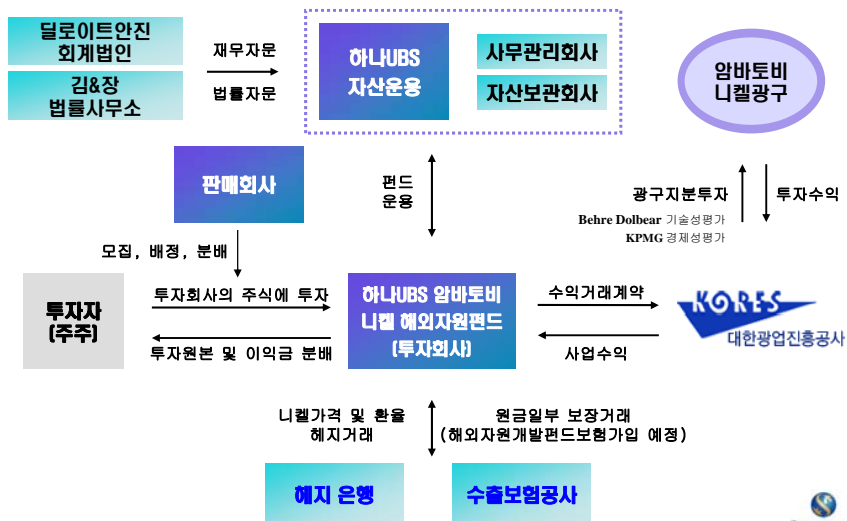 딜로이트안진
회계법인
김&장
법률사무소
재무자문
법률자문
하나UBS
자산운용
사무관리회사
자산보관회사
암바토비
니켈광구
판매회사
펀드
운용
광구지분투자
Behre Dolbear 기술성평가
KPMG 경제성평가
투자수익
모집, 배정, 분배
투자자
(주주)
투자회사의 주식에 투자
투자원본 및 이익금 분배
하나UBS 암바토비
니켈 해외자원펀드
(투자회사)
수익거래계약
사업수익
KORES
대한광업진흥공사
니켈가격 및 환율
헤지거래
원금일부 보장거래
(해외자원개발펀드보험가입 예정)
헤지 은행
수출보험공사